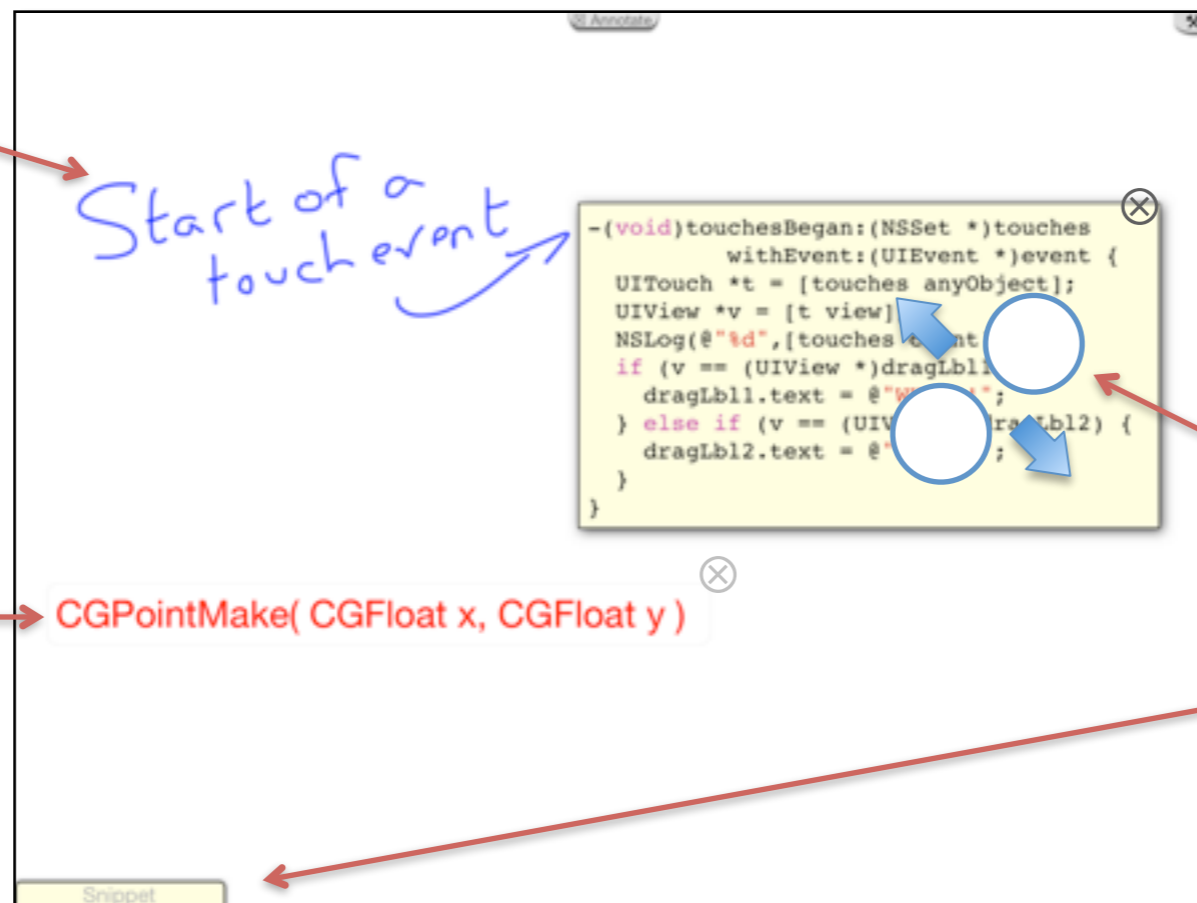 Annotate
Start of a
touch event
-(void)touchesBegan:(NSSet *)touches
withEvent:(UIEvent *)event {
UITouch *t = [touches anyObject];
UIView *v = [t view]
NSLog(@"%d",[touches
if (v == (UIView *)dragLbl1
dragLbl1.text = @"
} else if (v == (UIV dragLbl2) {
dragLbl2.text = @" ;
}
}
CGPointMake( CGFloat x, CGFloat y )
Snippet